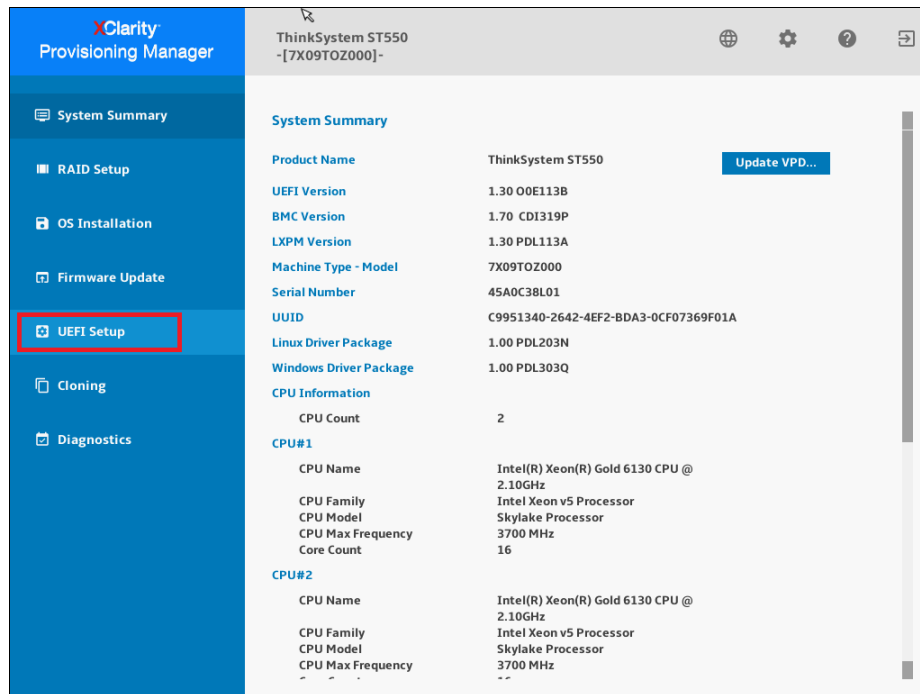 XClarity
Provisioning Manager
ThinkSystem ST550
-[7X09TOZ000]-
System Summary
RAID Setup
OS Installation
Firmware Update
UEFI Setup
Cloning
Diagnostics
System Summary
Product Name ThinkSystem ST550 Update VPD...
UEFI Version 1.30 O0E113B
BMC Version 1.70 CDI319P
LXPM Version 1.30 PDL113A
Machine Type - Model 7X09TOZ000
Serial Number 45A0C38L01
UUID C9951340-2642-4EF2-BDA3-0CF07369F01A
Linux Driver Package 1.00 PDL203N
Windows Driver Package 1.00 PDL303Q
CPU Information
CPU Count 2
CPU#1
CPU Name Intel(R) Xeon(R) Gold 6130 CPU @
2.10GHz
CPU Family Intel Xeon v5 Processor
CPU Model Skylake Processor
CPU Max Frequency 3700 MHz
Core Count 16
CPU#2
CPU Name Intel(R) Xeon(R) Gold 6130 CPU @
2.10GHz
CPU Family Intel Xeon v5 Processor
CPU Model Skylake Processor
CPU Max Frequency 3700 MHz